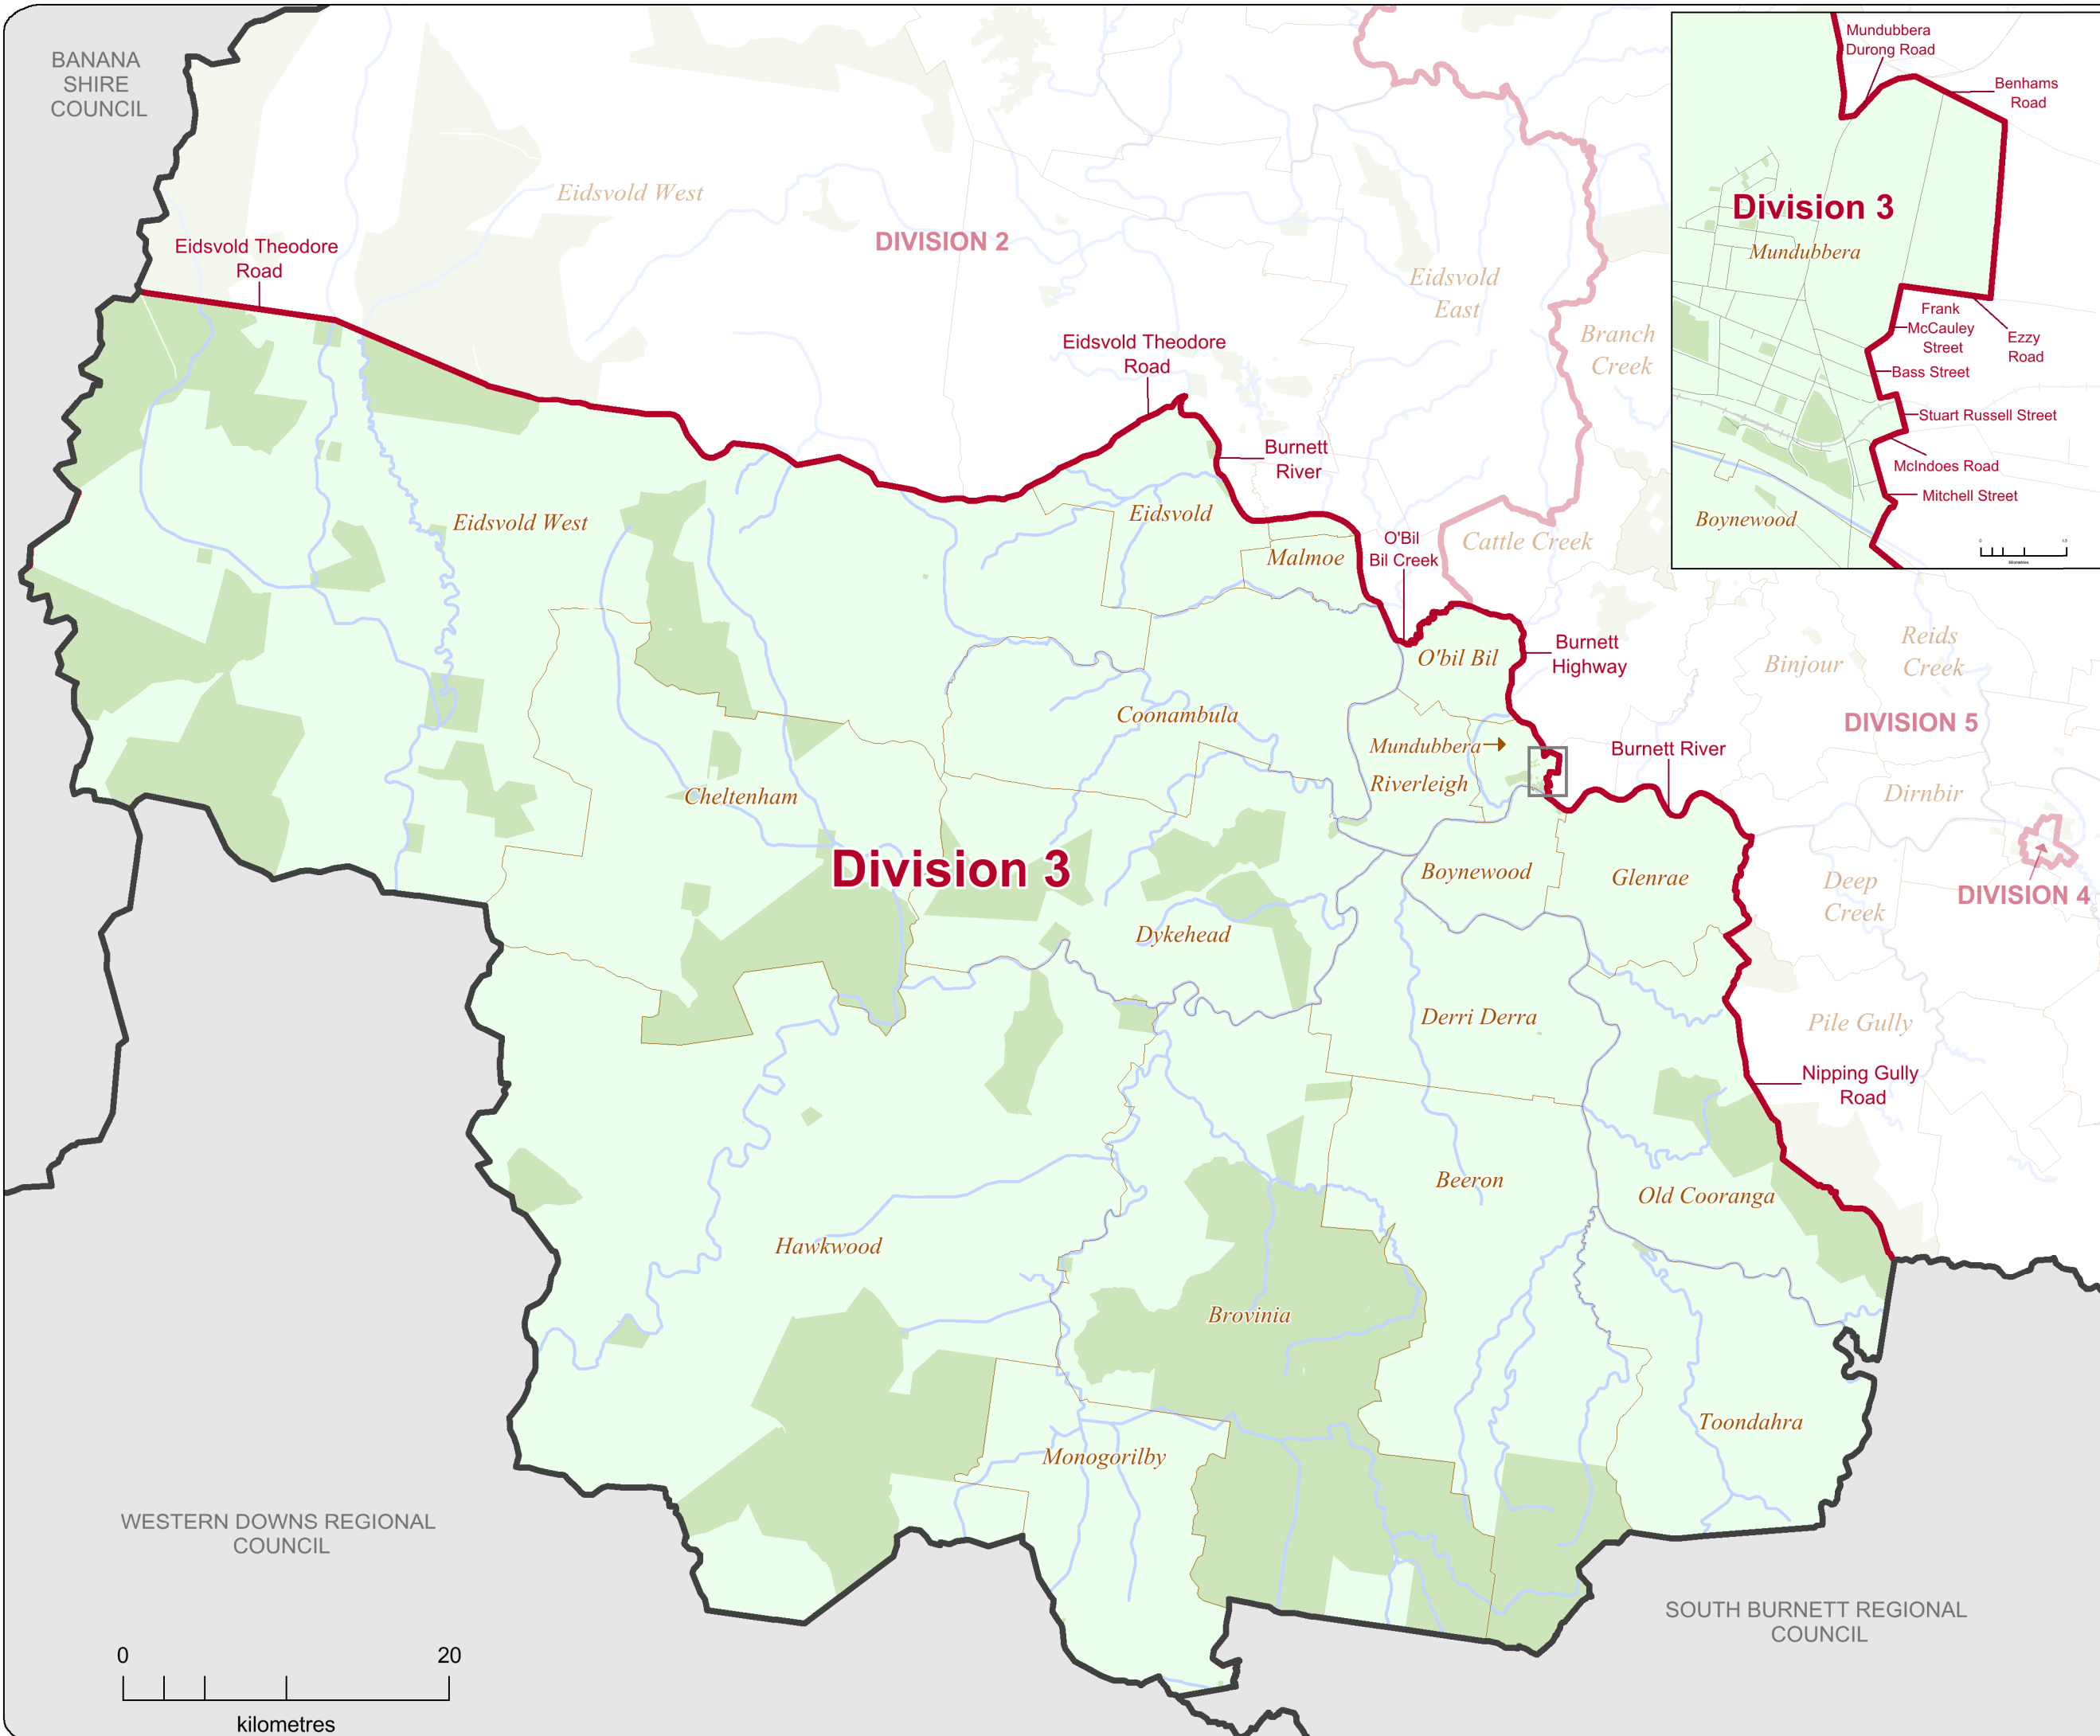 BANANA
SHIRE
COUNCIL
Eidsvold Theodore
Road
Eidsvold West
DIVISION 2
Eidsvold
East
Branch
Creek
Eidsvold Theodore
Road
Burnett
River
Eidsvold West
Eidsvold
Malmoe
O'Bil
Bil Creek
Cattle Creek
O'bil Bil
Burnett
Highway
Binjour
Reids
Creek
DIVISION 5
Coonambula
Mundubbera
Riverleigh
Burnett River
Dirnbir
Cheltenham
Division 3
Boynewood
Glenrae
Deep
Creek
DIVISION 4
Dykehead
Derri Derra
Pile Gully
Nipping Gully
Road
Beeron
Old Cooranga
Hawkwood
Brovinia
Toondahra
Monogorilby
WESTERN DOWNS REGIONAL
COUNCIL
SOUTH BURNETT REGIONAL
COUNCIL
0 20
kilometres
Mundubbera
Durong Road
Benhams
Road
Division 3
Mundubbera
Frank
McCauley
Street
Ezzy
Road
Bass Street
Stuart Russell Street
McIndoes Road
Mitchell Street
Boynewood
0
kilometres